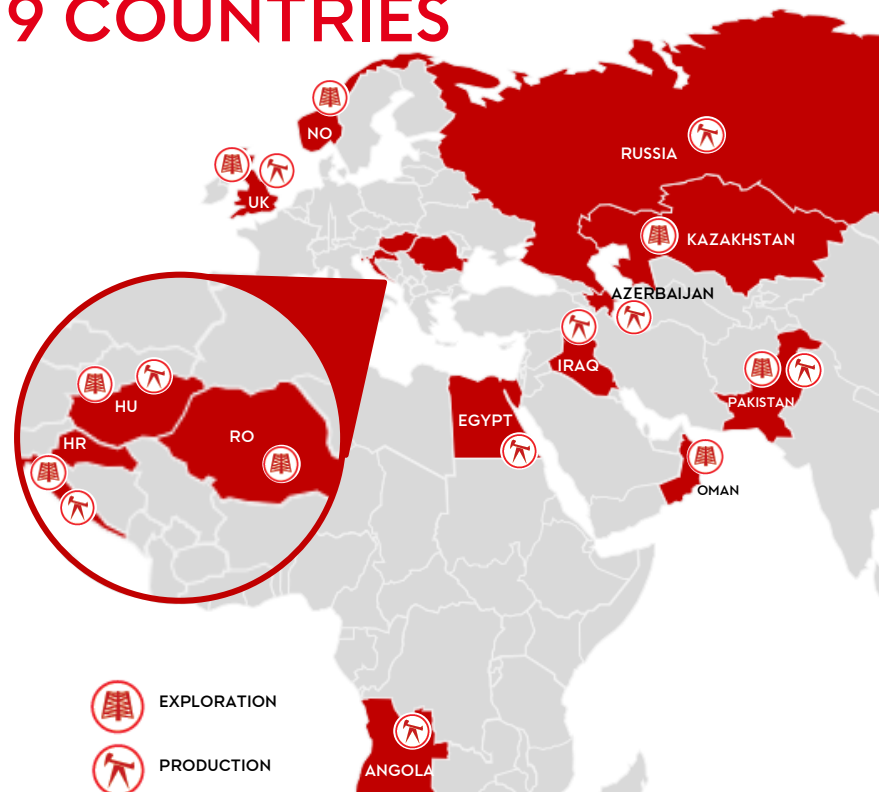 9 COUNTRIES
NO
RUSSIA
UK
KAZAKHSTAN
AZERBAIJAN
IRAQ
PAKISTAN
HU
EGYPT
RO
HR
OMAN
EXPLORATION
PRODUCTION
ANGOLA